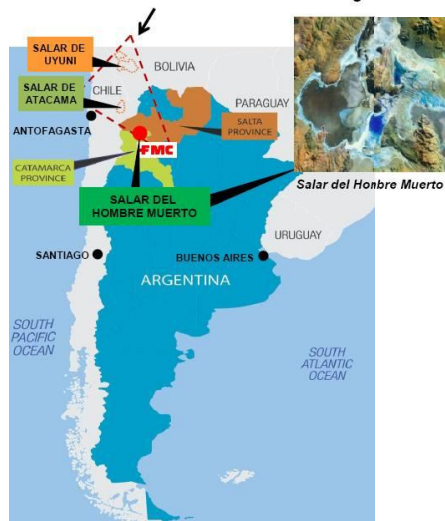 SALAR DE
UYUNI
BOLIVIA
SALAR DE
ATACAMA
CHILE
PARAGUAY
ANTOFAGASTA
SALTA
PROVINCE
FMC
CATAMARCA
PROVINCE
SALAR DEL
HOMBRE MUERTO
Salar del Hombre Muerto
URUGUAY
SANTIAGO
BUENOS AIRES
ARGENTINA
SOUTH
PACIFIC
OCEAN
SOUTH
ATLANTIC
OCEAN